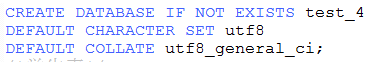 CREATE DATABASE IF NOT EXISTS test_4
DEFAULT CHARACTER SET utf8
DEFAULT COLLATE utf8_general_ci;